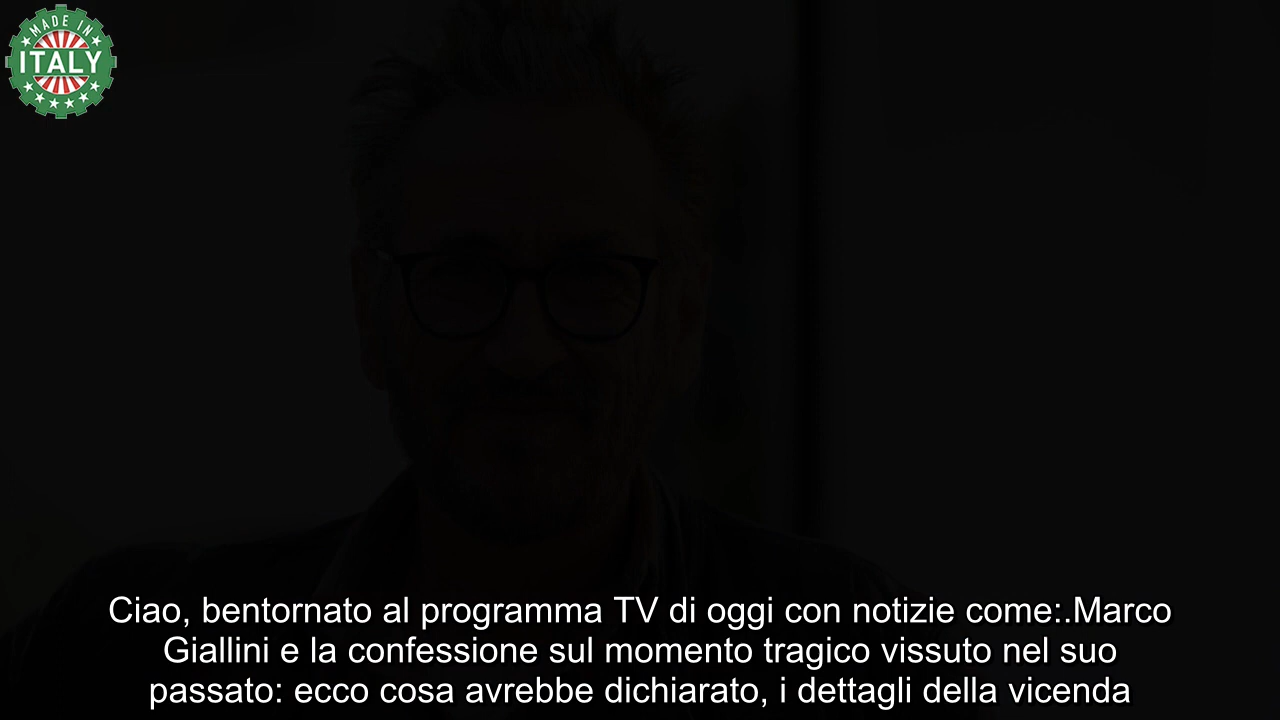 MADE IN
ITALY
Ciao, bentornato al programma TV di oggi con notizie come:.Marco
Giallini e la confessione sul momento tragico vissuto nel suo
passato: ecco cosa avrebbe dichiarato, i dettagli della vicenda